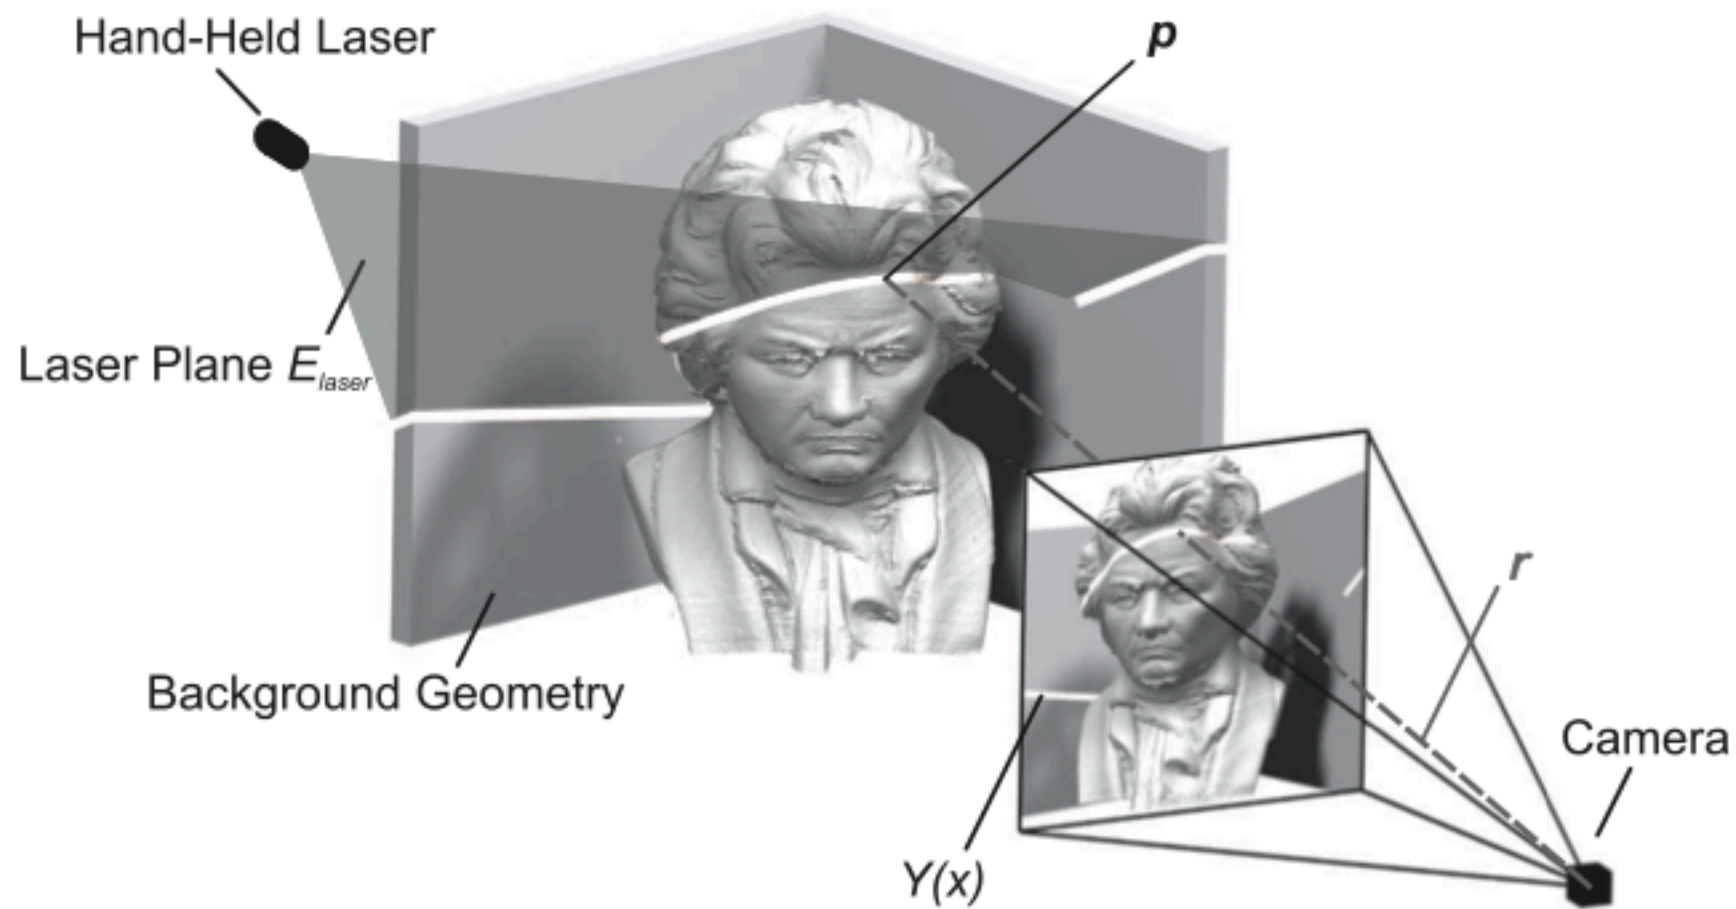 Hand-Held Laser
p
Laser Plane E_laser
Background Geometry
r
Camera
Y(x)